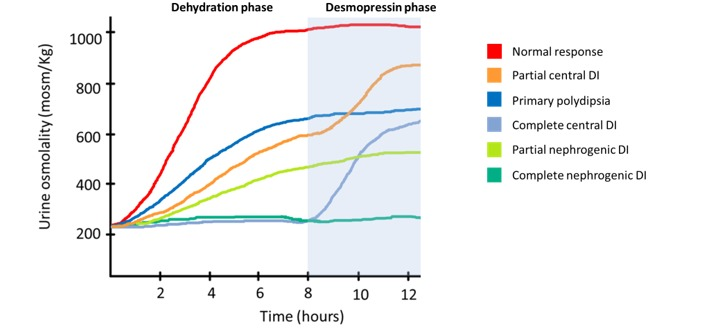 Dehydration phase
Desmopressin phase
Urine osmolality (mosm/Kg)
1000
800
600
400
200
2
4
6
8
10
12
Time (hours)
Normal response
Partial central DI
Primary polydipsia
Complete central DI
Partial nephrogenic DI
Complete nephrogenic DI